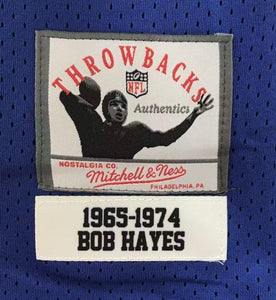 THROWBACKS
NFL
Authentics
NOSTALGIA CO.
Mitchell & Ness
PHILADELPHIA, PA
1965-1974
BOB HAYES